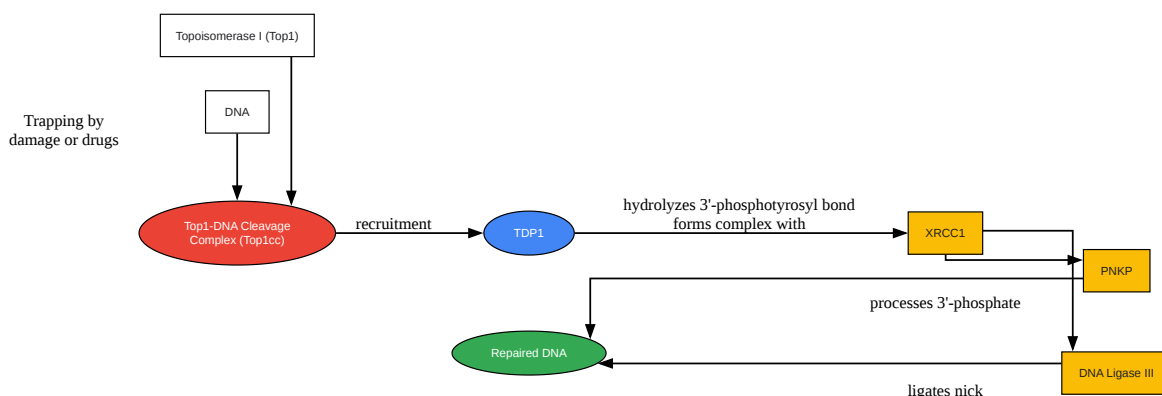 Topoisomerase I (Top1)
DNA
Trapping by
damage or drugs
Top1-DNA Cleavage
Complex (Top1cc)
recruitment
TDP1
hydrolyzes 3'-phosphotyrosyl bond
forms complex with
XRCC1
PNKP
processes 3'-phosphate
Repaired DNA
DNA Ligase III
ligates nick